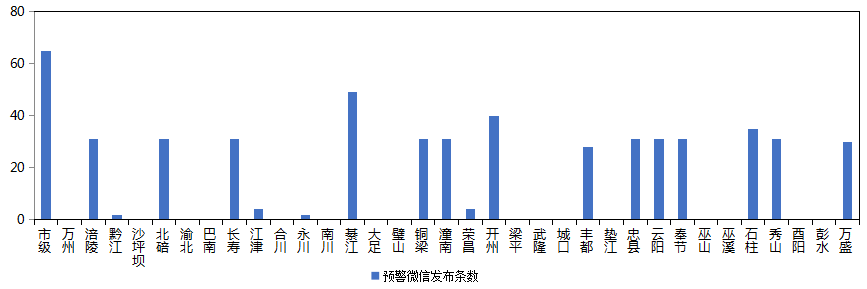 80
60
40
20
0
市级 万州 涪陵 黔江 沙坪坝 北碚 渝北 巴南 长寿 江津 合川 永川 南川 綦江 大足 璧山 铜梁 潼南 荣昌 开州 梁平 武隆 城口 丰都 垫江 忠县 云阳 奉节 巫山 巫溪 石柱 秀山 酉阳 彭水 万盛
预警微信发布条数